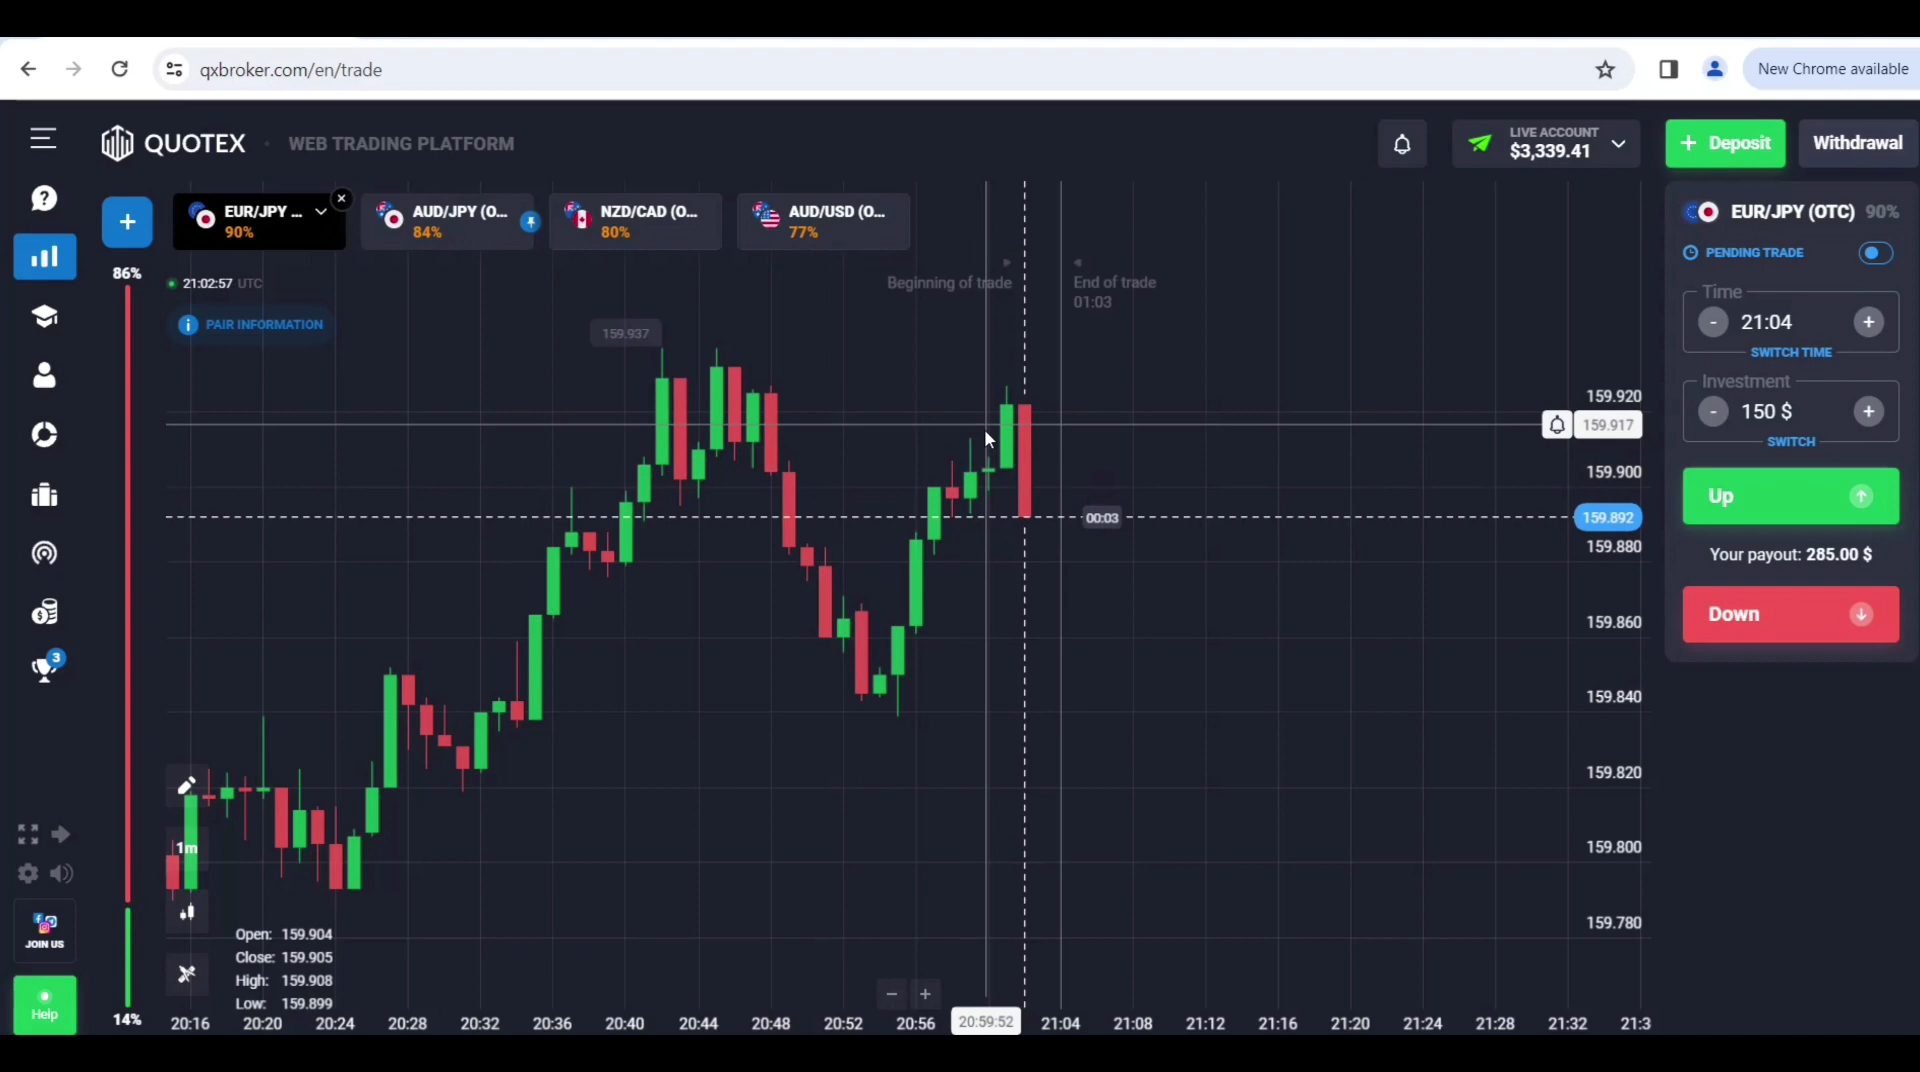 qxbroker.com/en/trade
New Chrome available
QUOTEX
WEB TRADING PLATFORM
LIVE ACCOUNT
$3,339.41
+ Deposit
Withdrawal
EUR/JPY ...
90%
AUD/JPY (O...
84%
NZD/CAD (O...
80%
AUD/USD (O...
77%
EUR/JPY (OTC) 90%
86%
21:02:57 UTC
Beginning of trade
End of trade
01:03
PENDING TRADE
PAIR INFORMATION
Time
- 21:04 +
SWITCH TIME
159.937
Investment
- 150 $ +
SWITCH
159.920
159.917
159.900
159.892
159.880
159.860
159.840
159.820
159.800
159.780
00:03
Up
Your payout: 285.00 $
Down
3
1m
JOIN US
Help
14%
Open: 159.904
Close: 159.905
High: 159.908
Low: 159.899
20:16 20:20 20:24 20:28 20:32 20:36 20:40 20:44 20:48 20:52 20:56 20:59:52 21:04 21:08 21:12 21:16 21:20 21:24 21:28 21:32 21:3